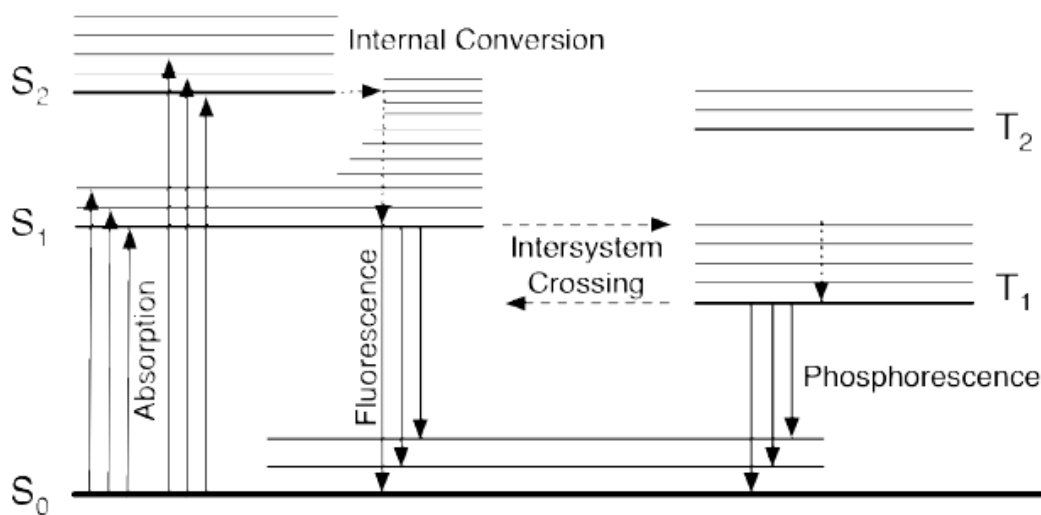 Internal Conversion
S2
T2
S1
Intersystem
Crossing
T1
Absorption
Fluorescence
Phosphorescence
S0